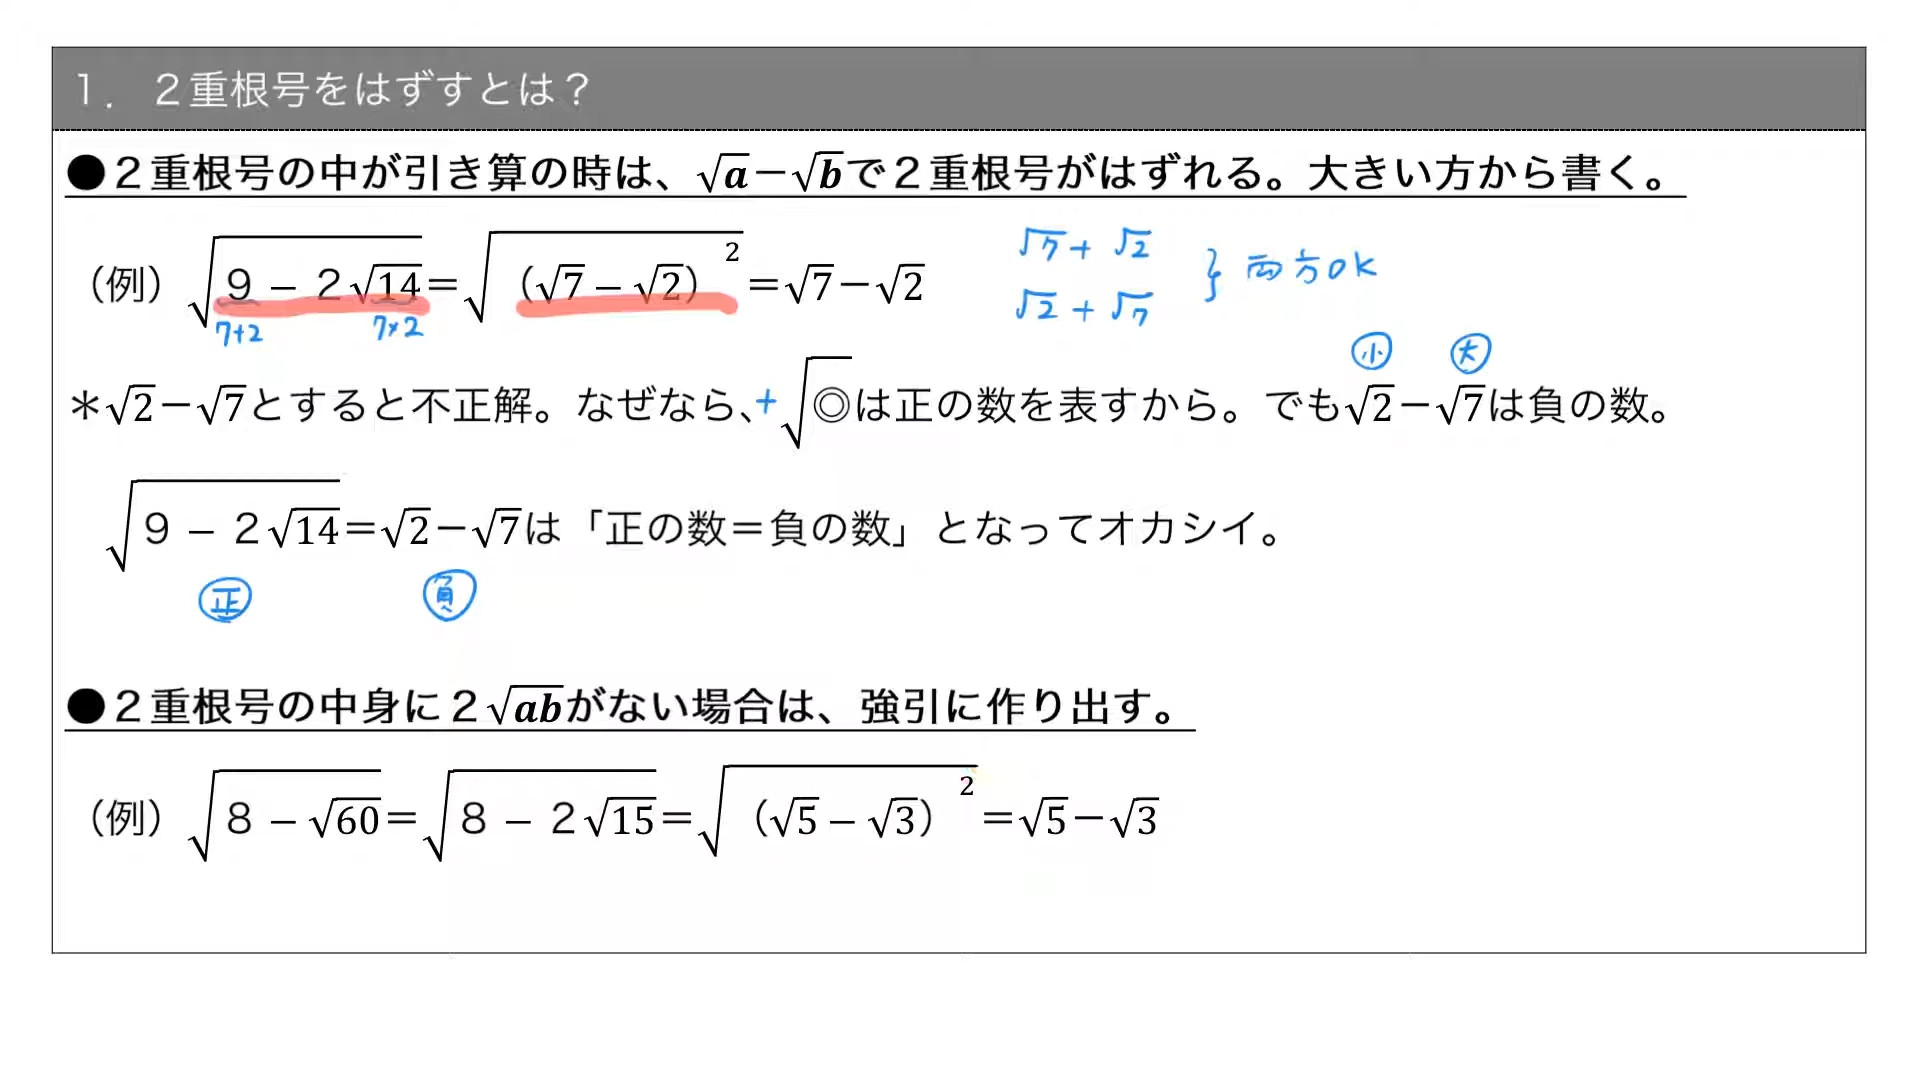 １．２重根号をはずすとは？
●２重根号の中が引き算の時は、√a－√bで２重根号がはずれる。大きい方から書く。
（例）√(９－２√14)＝√(（√7－√2）²)＝√7－√2
7+2 7×2
√7+√2
√2+√7
} 両方OK
小 大
＊√2－√7とすると不正解。なぜなら、+√◎は正の数を表すから。でも√2－√7は負の数。
√(９－２√14)＝√2－√7は「正の数＝負の数」となってオカシイ。
正 負
●２重根号の中身に２√abがない場合は、強引に作り出す。
（例）√(８－√60)＝√(８－２√15)＝√(（√5－√3）²)＝√5－√3